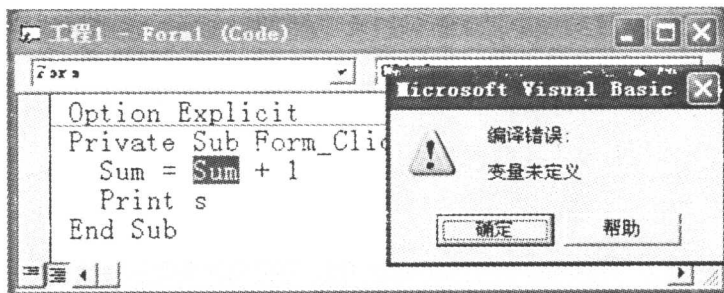 工程1 - Form1 (Code)
Form
Microsoft Visual Basic
编译错误:
变量未定义
确定
帮助
Option Explicit
Private Sub Form_Clic
Sum = Sum + 1
Print s
End Sub